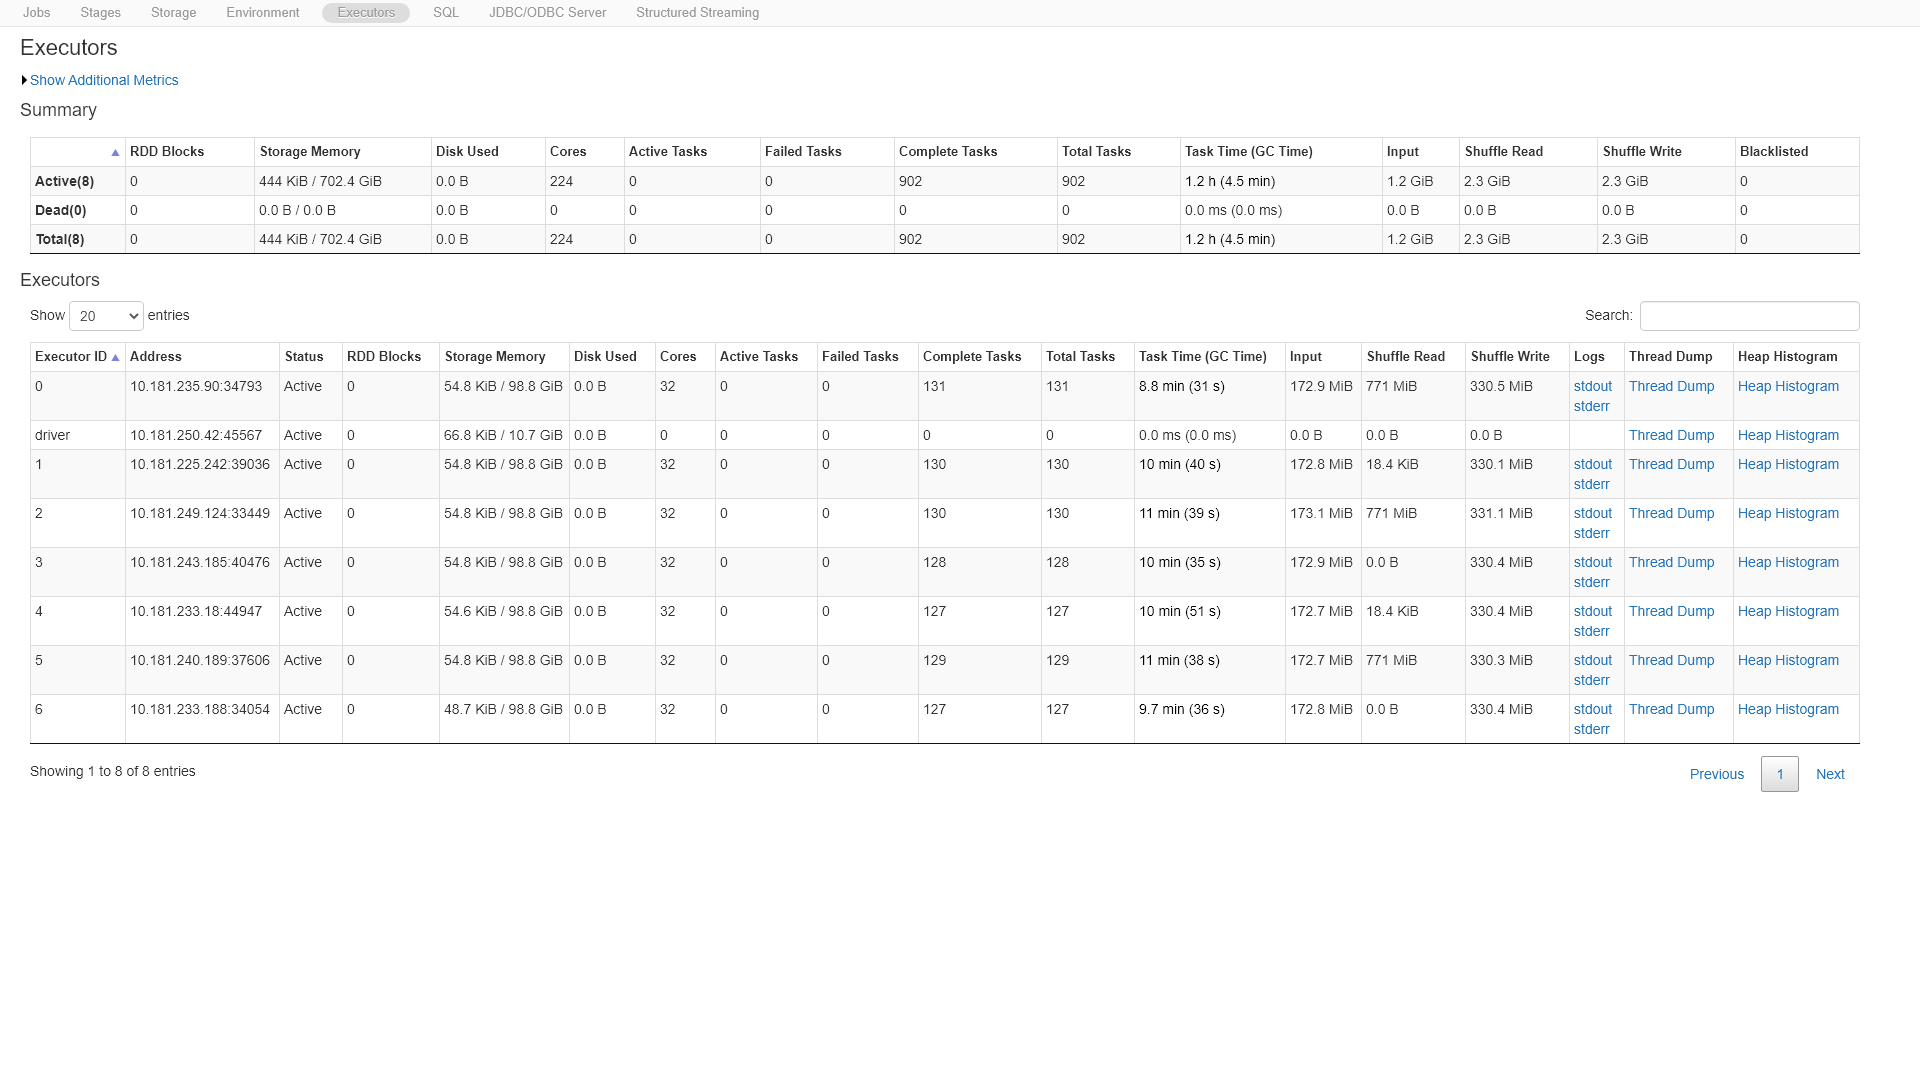 Jobs Stages Storage Environment Executors SQL JDBC/ODBC Server Structured Streaming
Executors
Show Additional Metrics
Summary
RDD Blocks Storage Memory Disk Used Cores Active Tasks Failed Tasks Complete Tasks Total Tasks Task Time (GC Time) Input Shuffle Read Shuffle Write Blacklisted
Active(8) 0 444 KiB / 702.4 GiB 0.0 B 224 0 0 902 902 1.2 h (4.5 min) 1.2 GiB 2.3 GiB 2.3 GiB 0
Dead(0) 0 0.0 B / 0.0 B 0.0 B 0 0 0 0 0 0.0 ms (0.0 ms) 0.0 B 0.0 B 0.0 B 0
Total(8) 0 444 KiB / 702.4 GiB 0.0 B 224 0 0 902 902 1.2 h (4.5 min) 1.2 GiB 2.3 GiB 2.3 GiB 0
Executors
Show 20 entries Search:
Executor ID Address Status RDD Blocks Storage Memory Disk Used Cores Active Tasks Failed Tasks Complete Tasks Total Tasks Task Time (GC Time) Input Shuffle Read Shuffle Write Logs Thread Dump Heap Histogram
0 10.181.235.90:34793 Active 0 54.8 KiB / 98.8 GiB 0.0 B 32 0 0 131 131 8.8 min (31 s) 172.9 MiB 771 MiB 330.5 MiB stdout Thread Dump Heap Histogram
stderr
driver 10.181.250.42:45567 Active 0 66.8 KiB / 10.7 GiB 0.0 B 0 0 0 0 0 0.0 ms (0.0 ms) 0.0 B 0.0 B 0.0 B Thread Dump Heap Histogram
1 10.181.225.242:39036 Active 0 54.8 KiB / 98.8 GiB 0.0 B 32 0 0 130 130 10 min (40 s) 172.8 MiB 18.4 KiB 330.1 MiB stdout Thread Dump Heap Histogram
stderr
2 10.181.249.124:33449 Active 0 54.8 KiB / 98.8 GiB 0.0 B 32 0 0 130 130 11 min (39 s) 173.1 MiB 771 MiB 331.1 MiB stdout Thread Dump Heap Histogram
stderr
3 10.181.243.185:40476 Active 0 54.8 KiB / 98.8 GiB 0.0 B 32 0 0 128 128 10 min (35 s) 172.9 MiB 0.0 B 330.4 MiB stdout Thread Dump Heap Histogram
stderr
4 10.181.233.18:44947 Active 0 54.6 KiB / 98.8 GiB 0.0 B 32 0 0 127 127 10 min (51 s) 172.7 MiB 18.4 KiB 330.4 MiB stdout Thread Dump Heap Histogram
stderr
5 10.181.240.189:37606 Active 0 54.8 KiB / 98.8 GiB 0.0 B 32 0 0 129 129 11 min (38 s) 172.7 MiB 771 MiB 330.3 MiB stdout Thread Dump Heap Histogram
stderr
6 10.181.233.188:34054 Active 0 48.7 KiB / 98.8 GiB 0.0 B 32 0 0 127 127 9.7 min (36 s) 172.8 MiB 0.0 B 330.4 MiB stdout Thread Dump Heap Histogram
stderr
Showing 1 to 8 of 8 entries Previous 1 Next